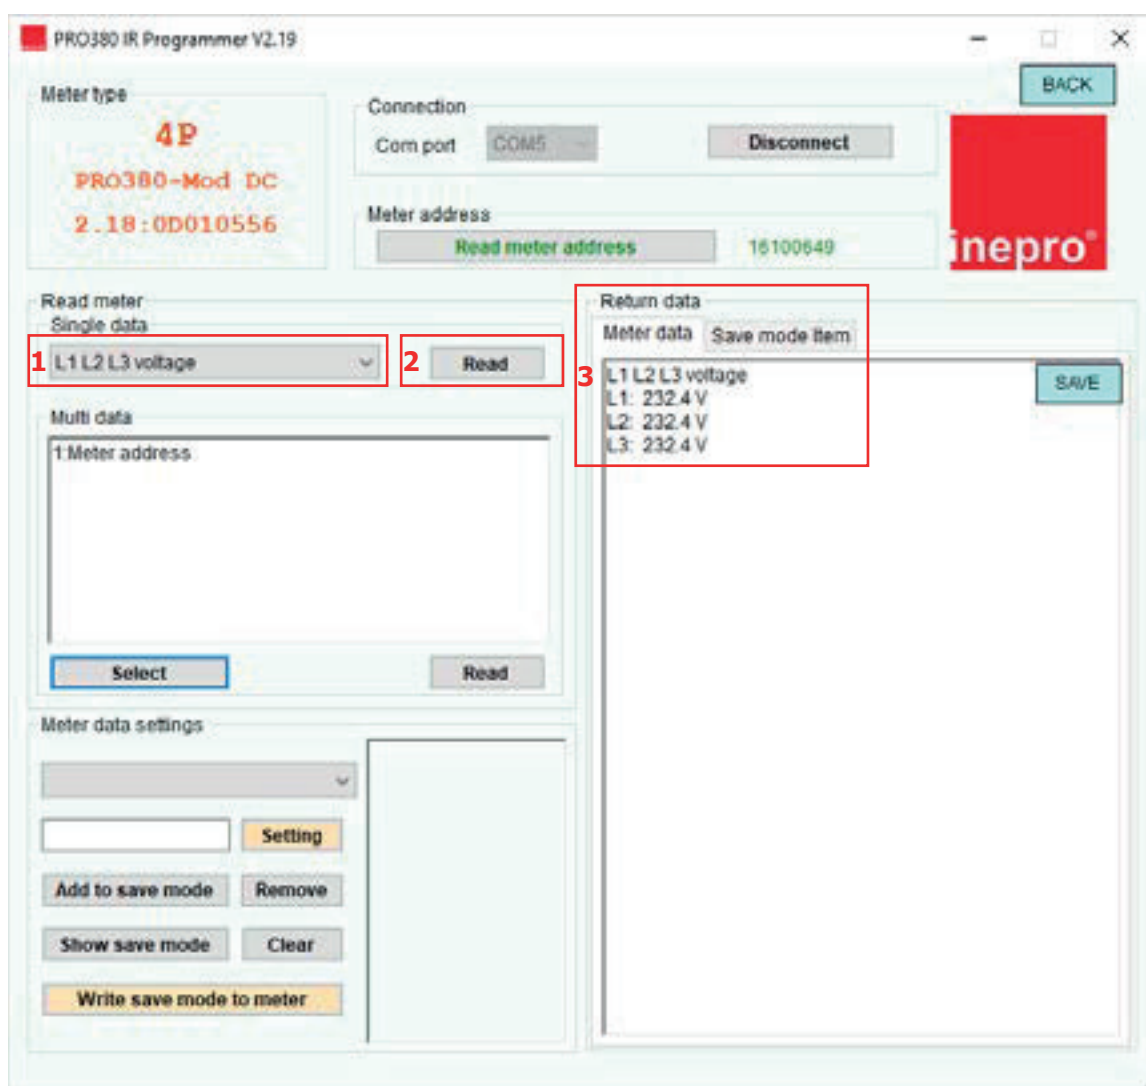 PRO380 IR Programmer V2.19
BACK
Meter type
4P
PRO380-Mod DC
2.18:0D010556
Connection
Com port COM5 Disconnect
Meter address
Read meter address 16100649
inepro®
Read meter
Single data
1 L1 L2 L3 voltage 2 Read
Multi data
1:Meter address
Select Read
Return data
Meter data Save mode Item
3 L1 L2 L3 voltage
L1: 232.4 V
L2: 232.4 V
L3: 232.4 V
SAVE
Meter data settings
Setting
Add to save mode Remove
Show save mode Clear
Write save mode to meter